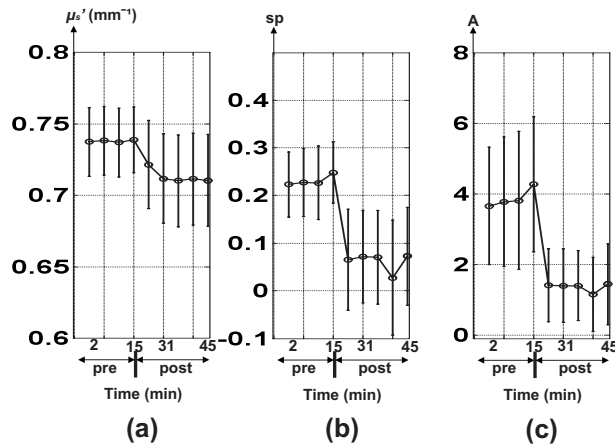 μs' (mm⁻¹)
0.8
0.75
0.7
0.65
0.6
2 15 31 45
pre post
Time (min)
(a)
sp
0.5
0.4
0.3
0.2
0.1
0
-0.1
2 15 31 45
pre post
Time (min)
(b)
A
8
6
4
2
0
2 15 31 45
pre post
Time (min)
(c)